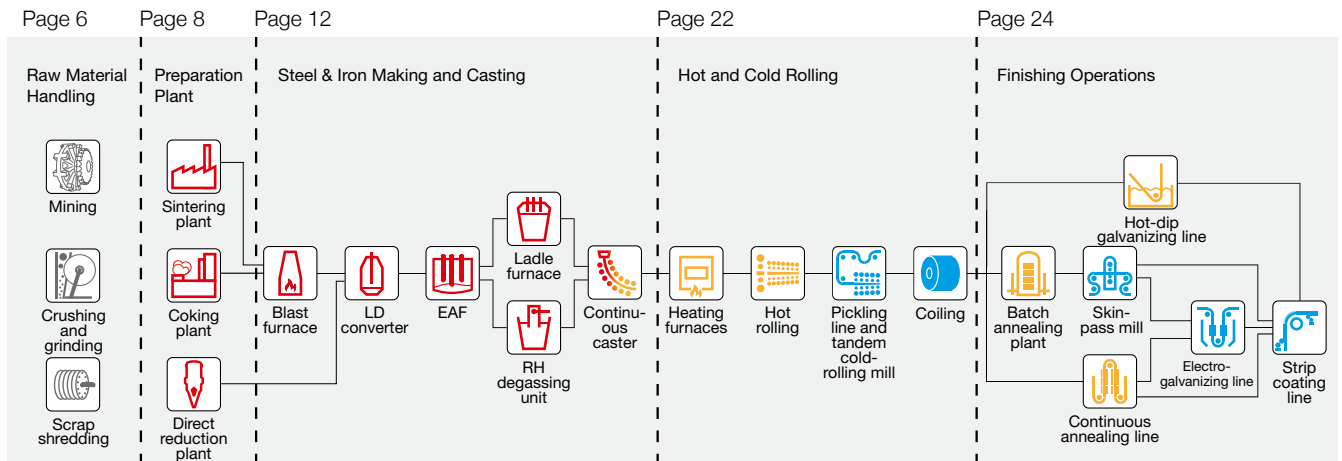 Page 6
Page 8
Page 12
Page 22
Page 24
Raw Material
Handling
Preparation
Plant
Steel & Iron Making and Casting
Hot and Cold Rolling
Finishing Operations
Mining
Crushing
and
grinding
Scrap
shredding
Sintering
plant
Coking
plant
Direct
reduction
plant
Blast
furnace
LD
converter
EAF
Ladle
furnace
RH
degassing
unit
Continu-
ous
caster
Heating
furnaces
Hot
rolling
Pickling
line and
tandem
cold-
rolling mill
Coiling
Hot-dip
galvanizing line
Batch
annealing
plant
Skin-
pass mill
Continuous
annealing line
Electro-
galvanizing line
Strip
coating
line